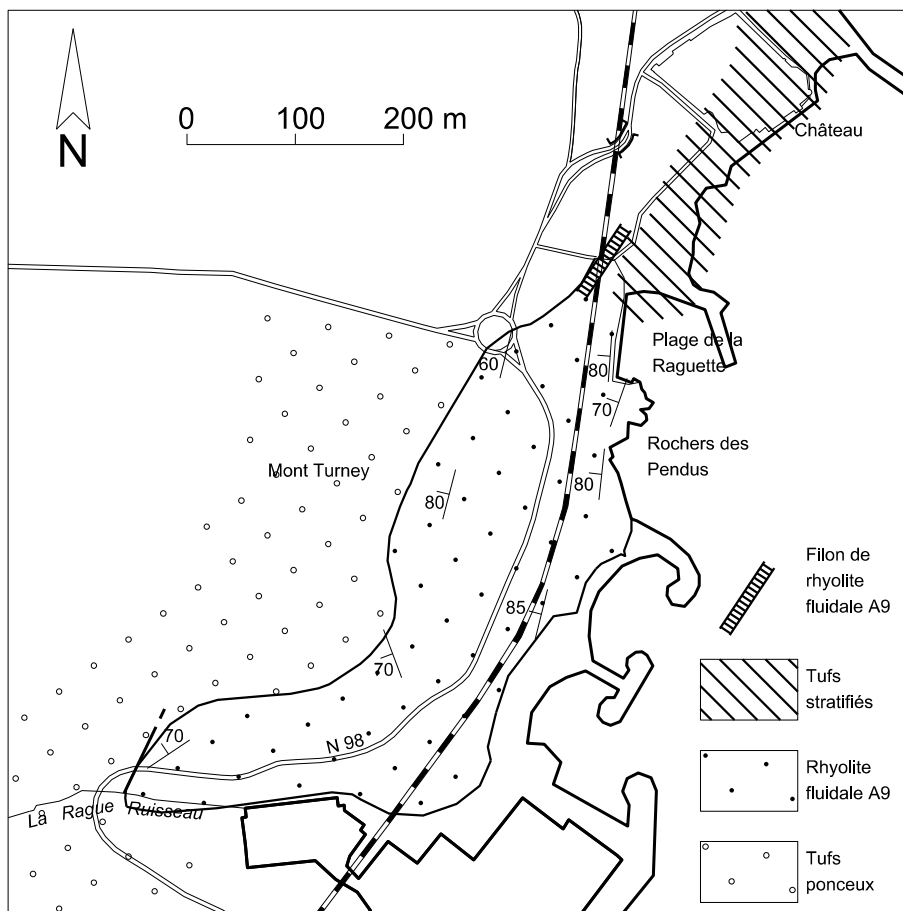 0 100 200 m
N
Château
Plage de la
Raguette
60
80
70
Mont Turney
Rochers des
Pendus
80
80
85
70
70
N 98
La Rague Ruisseau
Filon de
rhyolite
fluidale A9
Tufs
stratifiés
Rhyolite
fluidale A9
Tufs
ponceux